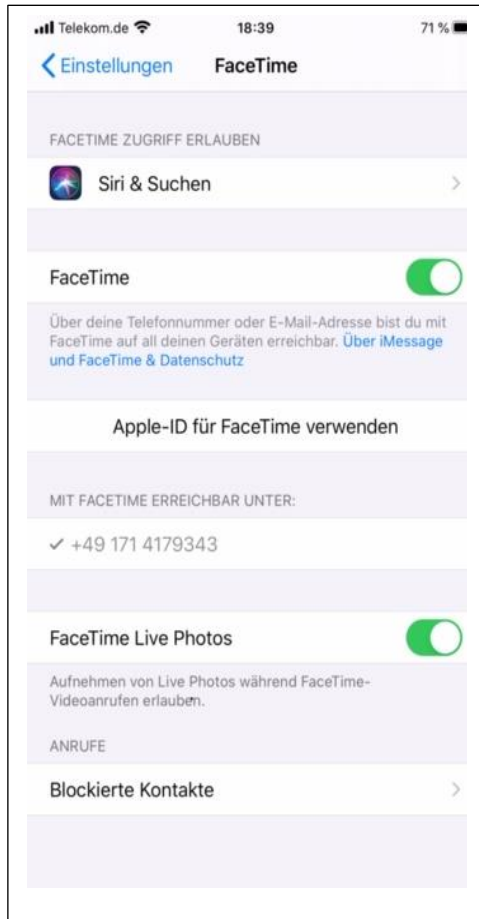 Telekom.de 18:39 71 %
Einstellungen FaceTime
FACETIME ZUGRIFF ERLAUBEN
Siri & Suchen
FaceTime
Über deine Telefonnummer oder E-Mail-Adresse bist du mit
FaceTime auf all deinen Geräten erreichbar. Über iMessage
und FaceTime & Datenschutz
Apple-ID für FaceTime verwenden
MIT FACETIME ERREICHBAR UNTER:
+49 171 4179343
FaceTime Live Photos
Aufnehmen von Live Photos während FaceTime-
Videoanrufen erlauben.
ANRUFE
Blockierte Kontakte